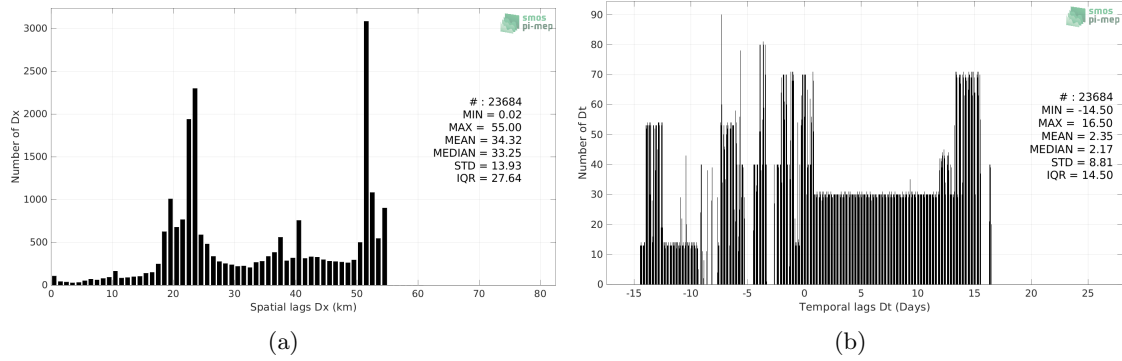 smos
pi-mep
3000
2500
2000
1500
1000
500
0
Number of Dx
# : 23684
MIN = 0.02
MAX = 55.00
MEAN = 34.32
MEDIAN = 33.25
STD = 13.93
IQR = 27.64
0 10 20 30 40 50 60 70 80
Spatial lags Dx (km)
(a)
smos
pi-mep
90
80
70
60
50
40
30
20
10
0
Number of Dt
# : 23684
MIN = -14.50
MAX = 16.50
MEAN = 2.35
MEDIAN = 2.17
STD = 8.81
IQR = 14.50
-15 -10 -5 0 5 10 15 20 25
Temporal lags Dt (Days)
(b)